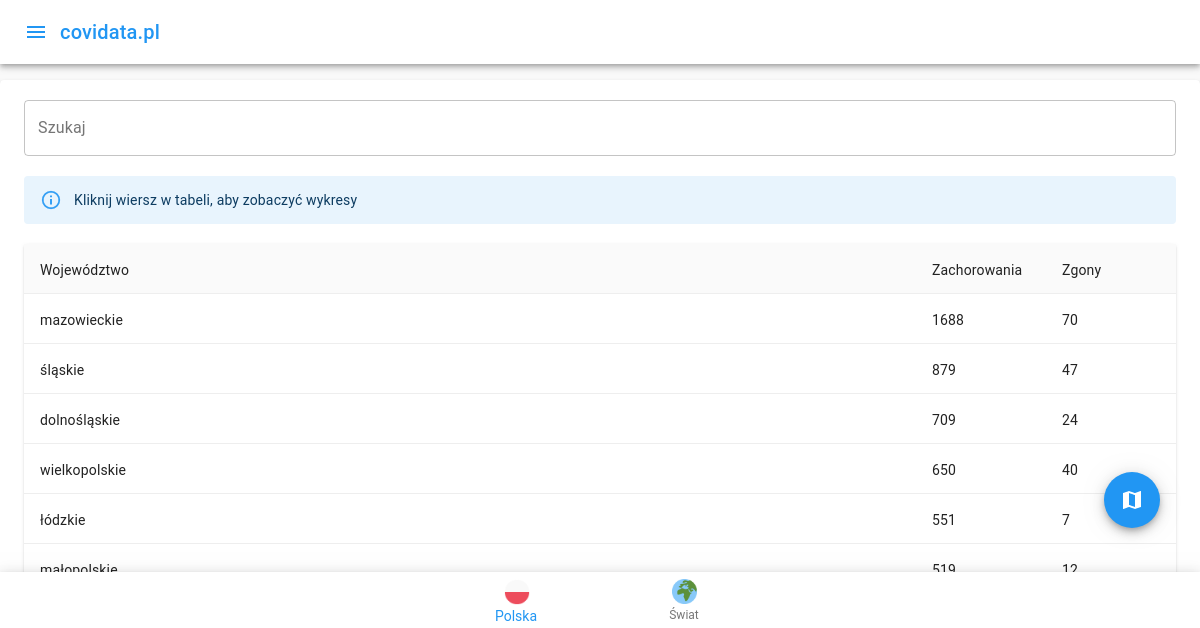 covidata.pl
Szukaj
Kliknij wiersz w tabeli, aby zobaczyć wykresy
Województwo Zachorowania Zgony
mazowieckie 1688 70
śląskie 879 47
dolnośląskie 709 24
wielkopolskie 650 40
łódzkie 551 7
małopolskie 519 12
Polska Świat